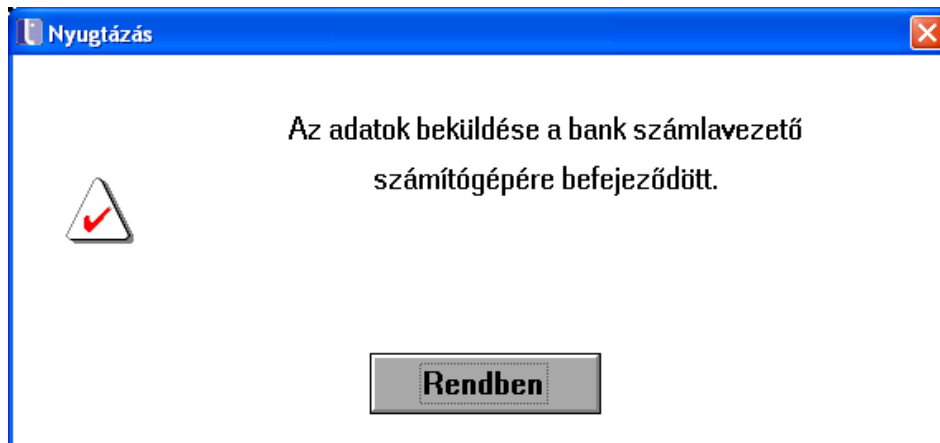 Nyugtázás
Az adatok beküldése a bank számlavezető
számítógépére befejeződött.
Rendben